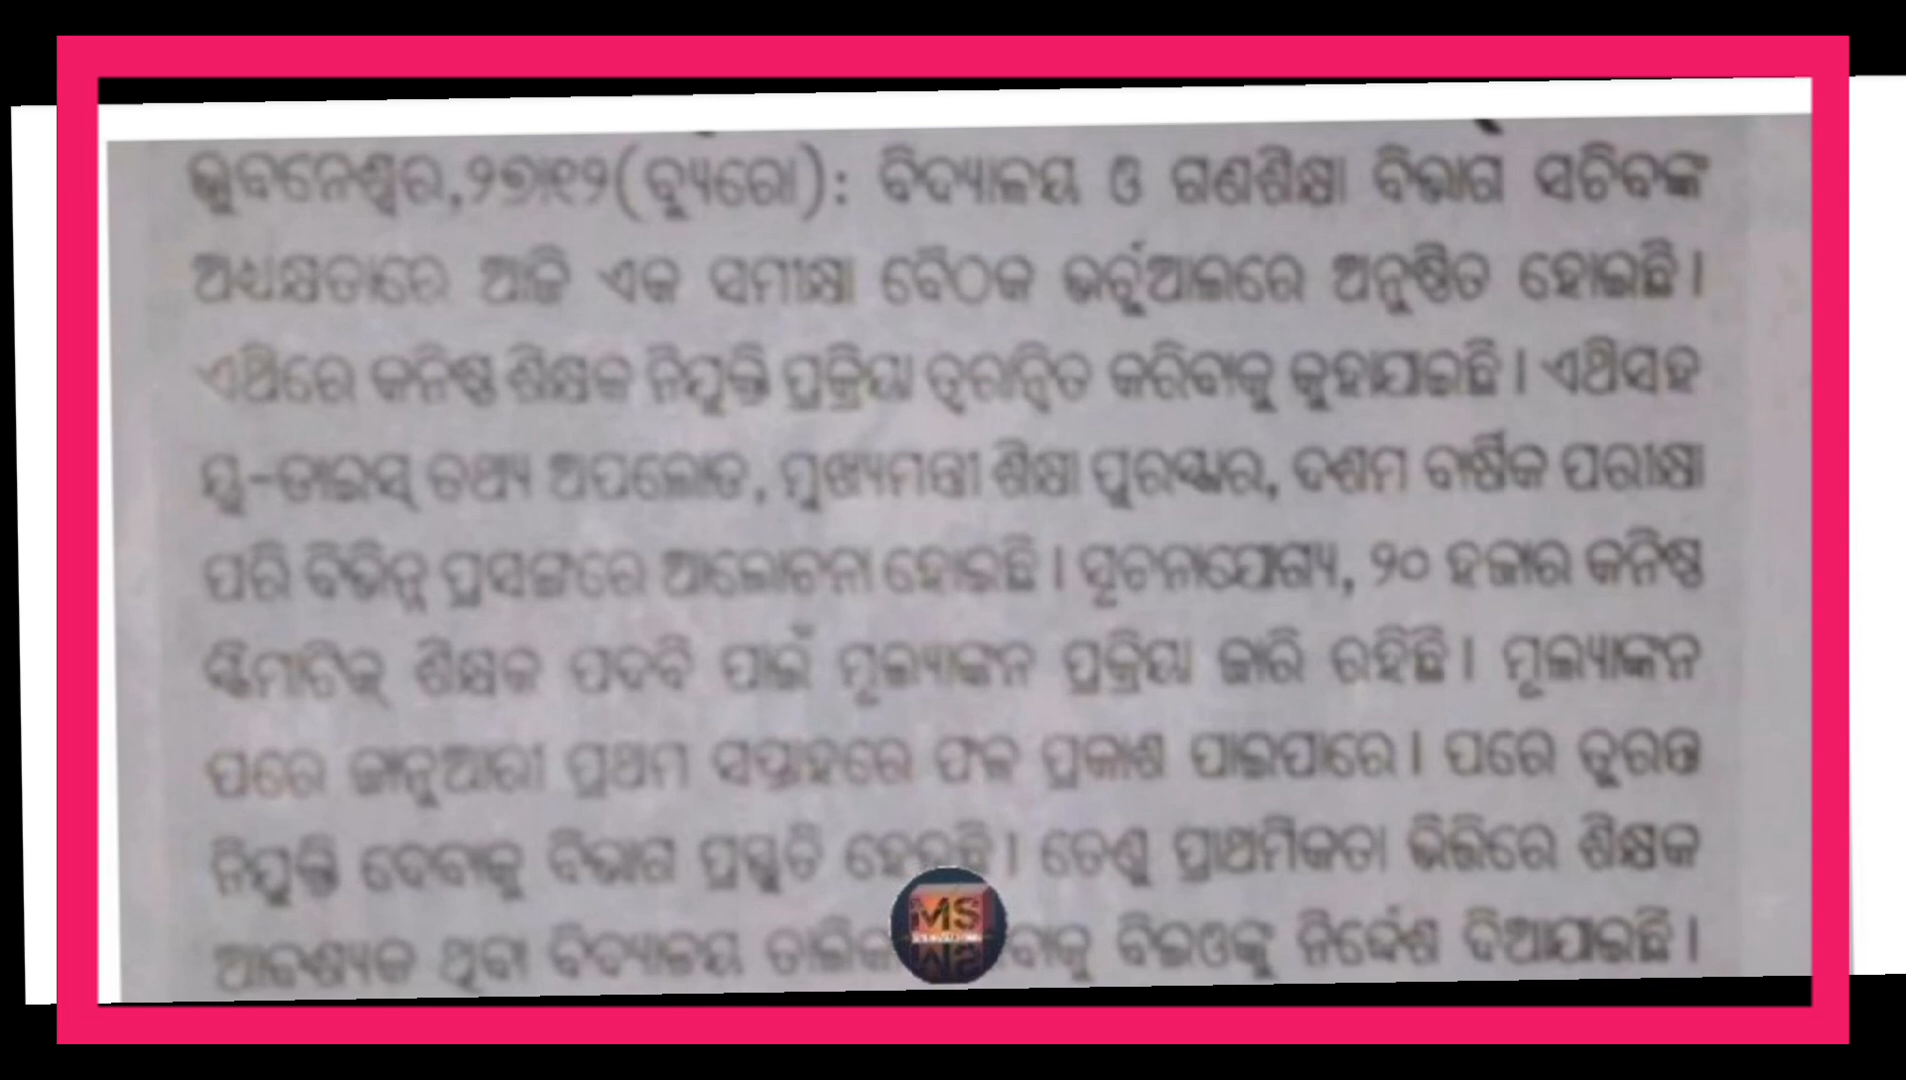 ଭୁବନେଶ୍ୱର,୨୭ା୧୨(ବ୍ୟୁରୋ): ବିଦ୍ୟାଳୟ ଓ ଗଣଶିକ୍ଷା ବିଭାଗ ସଚିବଙ୍କ
ଅଧ୍ୟକ୍ଷତାରେ ଆଜି ଏକ ସମୀକ୍ଷା ବୈଠକ ଭର୍ଚୁଆଲରେ ଅନୁଷ୍ଠିତ ହୋଇଛି ।
ଏଥିରେ କନିଷ୍ଠ ଶିକ୍ଷକ ନିଯୁକ୍ତି ପ୍ରକ୍ରିୟା ତ୍ୱରାନ୍ୱିତ କରିବାକୁ କୁହାଯାଇଛି । ଏଥିସହ
ୟୁ-ଡାଇସ୍ ତଥ୍ୟ ଅପଲୋଡ, ମୁଖ୍ୟମନ୍ତ୍ରୀ ଶିକ୍ଷା ପୁରସ୍କାର, ଦଶମ ବାର୍ଷିକ ପରୀକ୍ଷା
ପରି ବିଭିନ୍ନ ପ୍ରସଙ୍ଗରେ ଆଲୋଚନା ହୋଇଛି । ସୂଚନାଯୋଗ୍ୟ, ୨୦ ହଜାର କନିଷ୍ଠ
ସ୍କିମାଟିକ୍ ଶିକ୍ଷକ ପଦବି ପାଇଁ ମୂଲ୍ୟାଙ୍କନ ପ୍ରକ୍ରିୟା ଜାରି ରହିଛି । ମୂଲ୍ୟାଙ୍କନ
ପରେ ଜାନୁଆରୀ ପ୍ରଥମ ସପ୍ତାହରେ ଫଳ ପ୍ରକାଶ ପାଇପାରେ । ପରେ ତୁରନ୍ତ
ନିଯୁକ୍ତି ଦେବାକୁ ବିଭାଗ ପ୍ରସ୍ତୁତି ହେଉଛି । ତେଣୁ ପ୍ରାଥମିକତା ଭିତ୍ତିରେ ଶିକ୍ଷକ
ଆବଶ୍ୟକ ଥିବା ବିଦ୍ୟାଳୟ ବିଇଓଙ୍କୁ ନିର୍ଦ୍ଦେଶ ଦିଆଯାଇଛି ।
MS